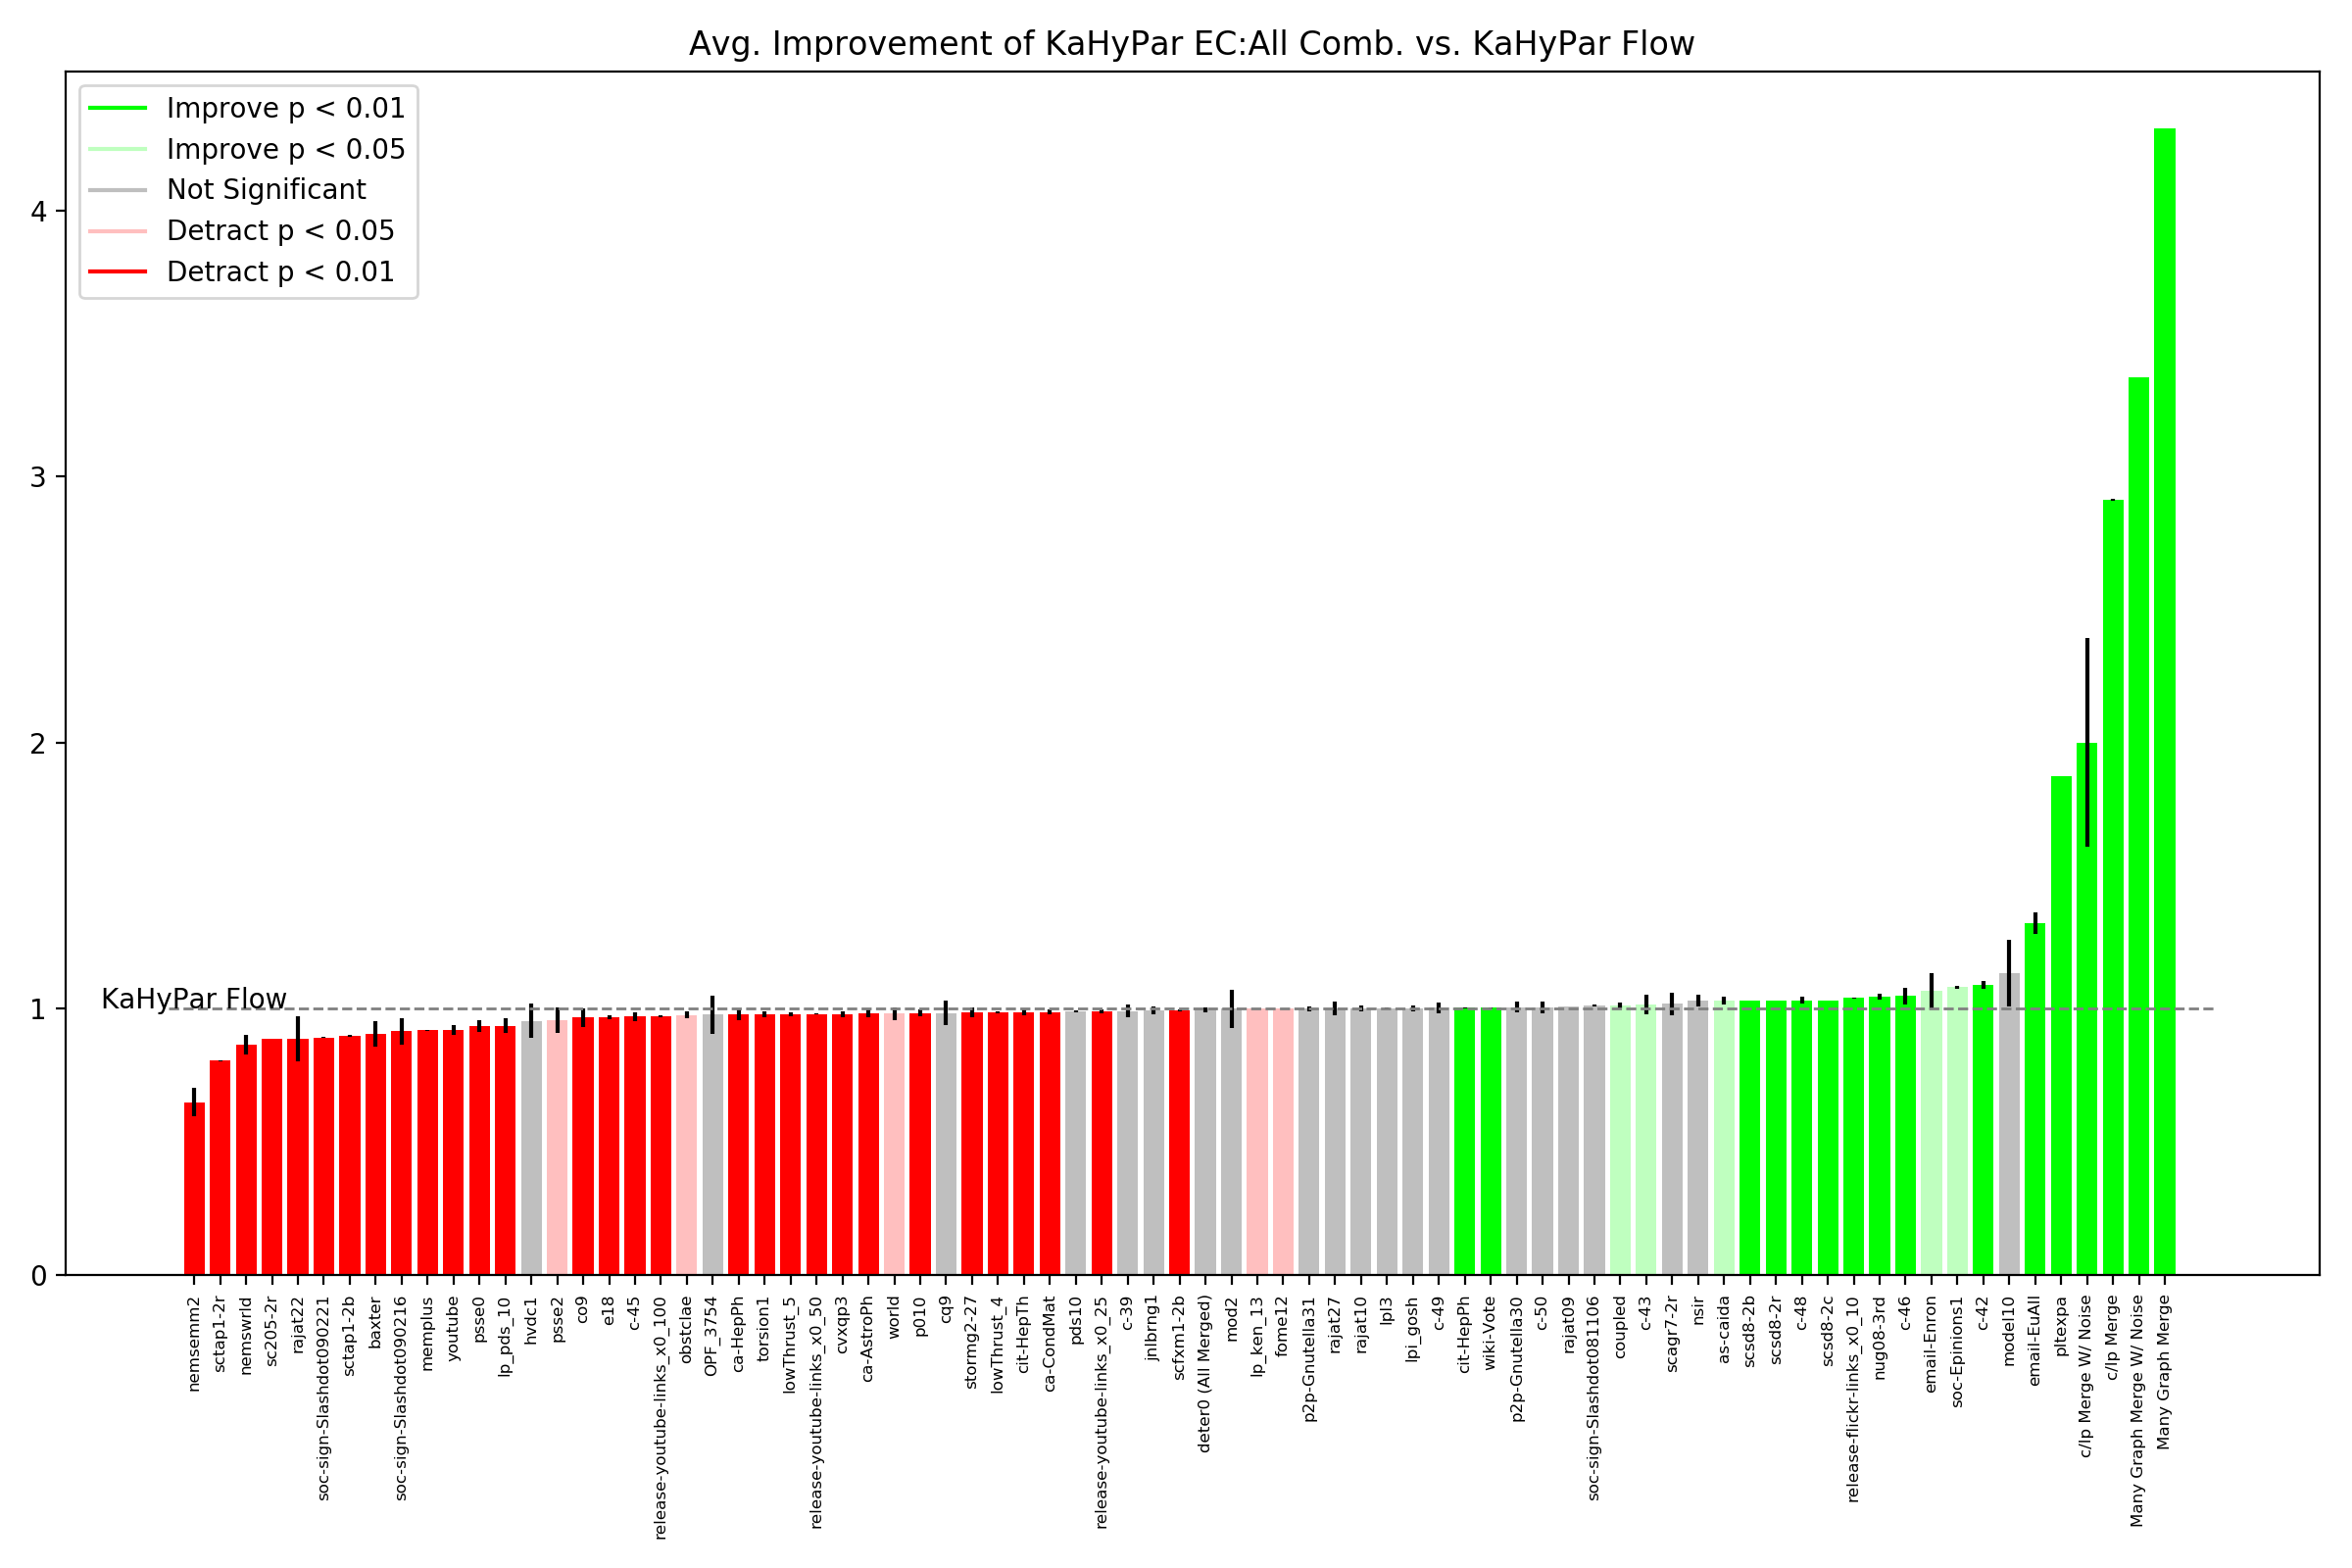 Avg. Improvement of KaHyPar EC:All Comb. vs. KaHyPar Flow
Improve p < 0.01
Improve p < 0.05
Not Significant
Detract p < 0.05
Detract p < 0.01
4
3
2
1
0
KaHyPar Flow
nemsemm2
sctap1-2r
nemswrld
sc205-2r
rajat22
soc-sign-Slashdot090221
sctap1-2b
baxter
soc-sign-Slashdot090216
memplus
youtube
psse0
lp_pds_10
hvdc1
psse2
co9
e18
c-45
release-youtube-links_x0_100
obstclae
OPF_3754
ca-HepPh
torsion1
lowThrust_5
release-youtube-links_x0_50
cvxqp3
ca-AstroPh
world
p010
cq9
stormg2-27
lowThrust_4
cit-HepTh
ca-CondMat
pds10
release-youtube-links_x0_25
c-39
jnlbrng1
scfxm1-2b
deter0 (All Merged)
mod2
lp_ken_13
fome12
p2p-Gnutella31
rajat27
rajat10
lpl3
lpi_gosh
c-49
cit-HepPh
wiki-Vote
p2p-Gnutella30
c-50
rajat09
soc-sign-Slashdot081106
coupled
c-43
scagr7-2r
nsir
as-caida
scsd8-2b
scsd8-2r
c-48
scsd8-2c
release-flickr-links_x0_10
nug08-3rd
c-46
email-Enron
soc-Epinions1
c-42
model10
email-EuAll
pltexpa
c/lp Merge W/ Noise
c/lp Merge
Many Graph Merge W/ Noise
Many Graph Merge